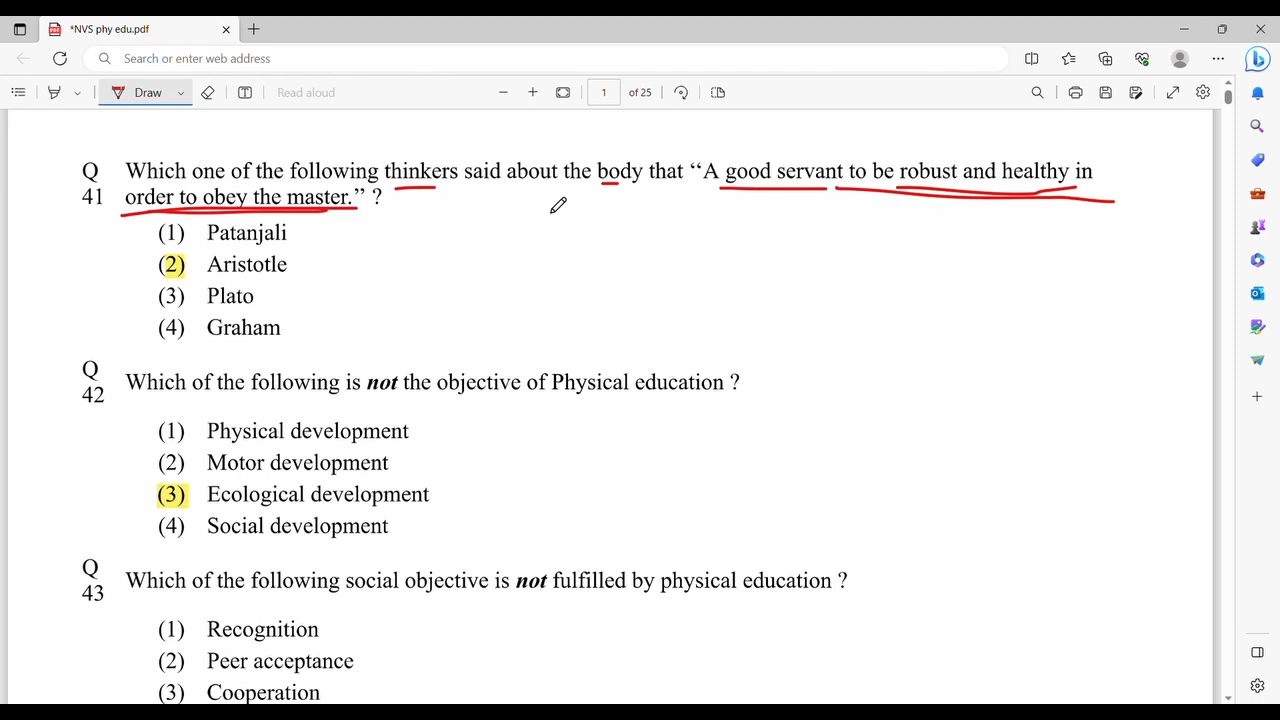 *NVS phy edu.pdf
Search or enter web address
Draw
Read aloud
1 of 25
Q 41 Which one of the following thinkers said about the body that ‘‘A good servant to be robust and healthy in
order to obey the master.’’ ?
(1) Patanjali
(2) Aristotle
(3) Plato
(4) Graham
Q 42 Which of the following is not the objective of Physical education ?
(1) Physical development
(2) Motor development
(3) Ecological development
(4) Social development
Q 43 Which of the following social objective is not fulfilled by physical education ?
(1) Recognition
(2) Peer acceptance
(3) Cooperation